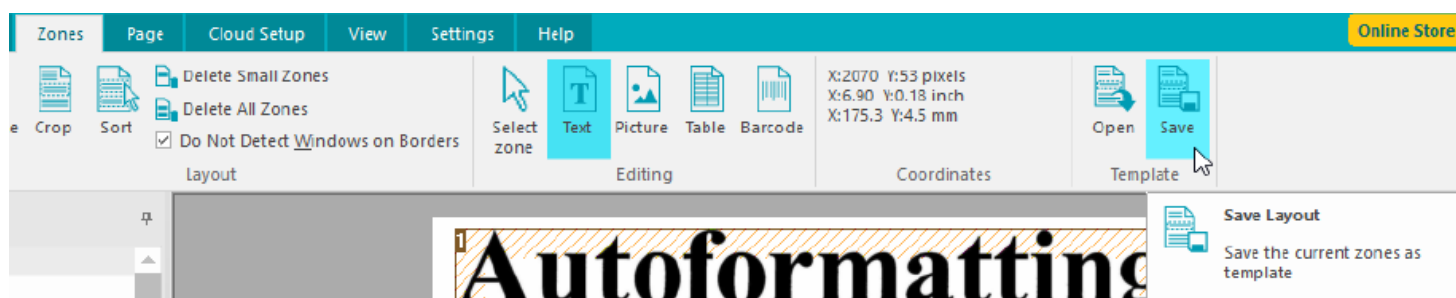 Zones Page Cloud Setup View Settings Help Online Store
Delete Small Zones
Delete All Zones
Do Not Detect Windows on Borders
e Crop Sort
Layout
Select zone
Text Picture Table Barcode
Editing
X:2070 Y:53 pixels
X:6.90 Y:0.18 inch
X:175.3 Y:4.5 mm
Coordinates
Open Save
Template
Save Layout
Save the current zones as
template
1
Autoformatting